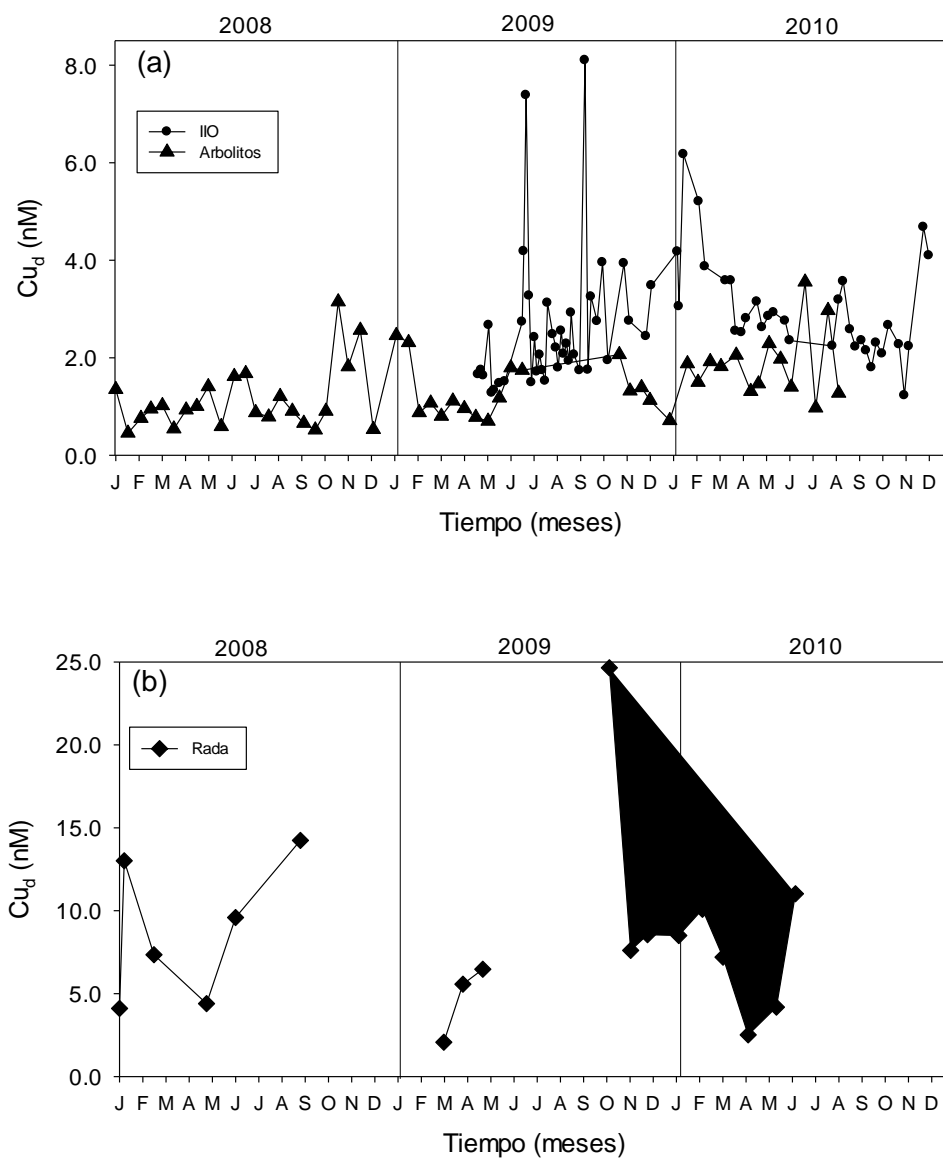 2008 2009 2010
(a)
8.0
6.0
4.0
2.0
0.0
Cu_d (nM)
IIO
Arbolitos
J F M A M J J A S O N D J F M A M J J A S O N D J F M A M J J A S O N D
Tiempo (meses)
2008 2009 2010
(b)
25.0
20.0
15.0
10.0
5.0
0.0
Cu_d (nM)
Rada
J F M A M J J A S O N D J F M A M J J A S O N D J F M A M J J A S O N D
Tiempo (meses)